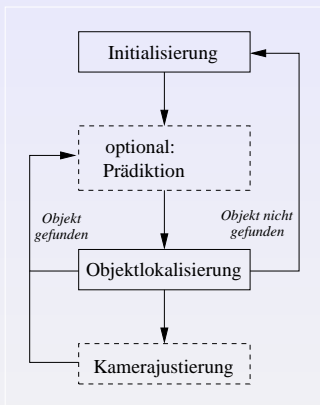 Initialisierung
optional:
Prädiktion
Objekt
gefunden
Objekt nicht
gefunden
Objektlokalisierung
Kamerajustierung